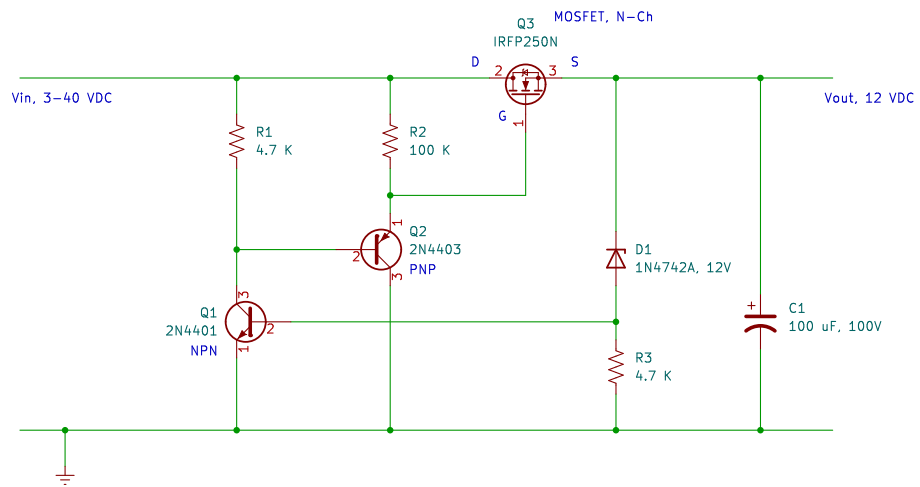 MOSFET, N-Ch
Q3
IRFP250N
D
2
3
S
Vin, 3-40 VDC
Vout, 12 VDC
G
1
R1
4.7 K
R2
100 K
1
Q2
2N4403
2
PNP
3
D1
1N4742A, 12V
3
Q1
2N4401
2
NPN
1
+
C1
100 uF, 100V
R3
4.7 K